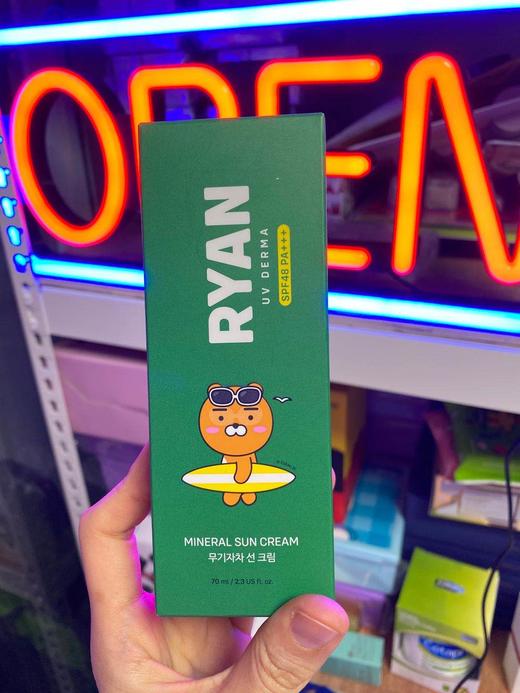 OPEN
RYAN
UV DERMA
SPF48 PA+++
MINERAL SUN CREAM
무기자차 선 크림
70 ml / 2.3 US fl. oz.